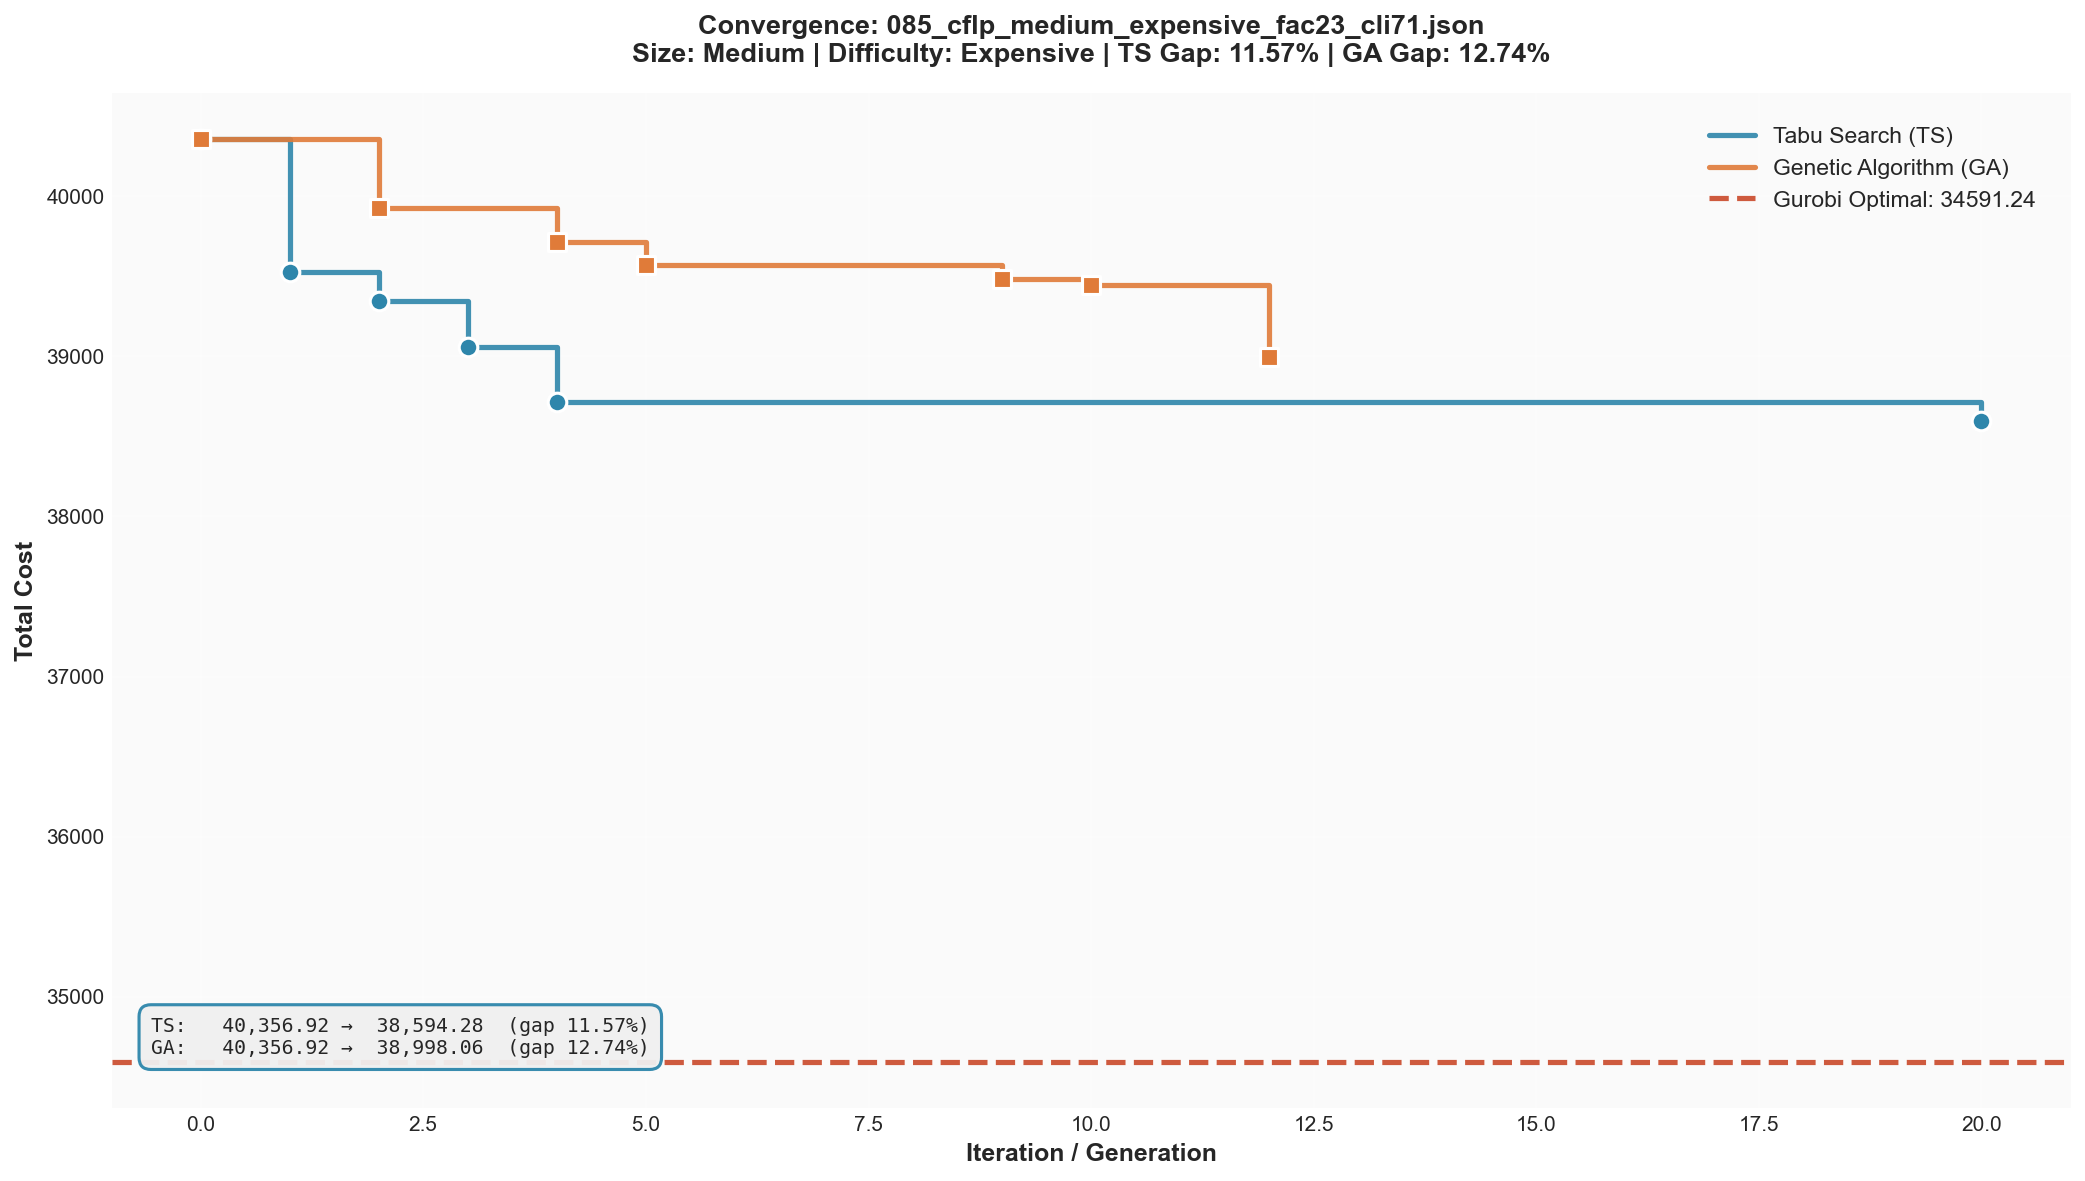 Convergence: 085_cflp_medium_expensive_fac23_cli71.json
Size: Medium | Difficulty: Expensive | TS Gap: 11.57% | GA Gap: 12.74%
Tabu Search (TS)
Genetic Algorithm (GA)
Gurobi Optimal: 34591.24
Total Cost
40000
39000
38000
37000
36000
35000
TS: 40,356.92 → 38,594.28 (gap 11.57%)
GA: 40,356.92 → 38,998.06 (gap 12.74%)
0.0 2.5 5.0 7.5 10.0 12.5 15.0 17.5 20.0
Iteration / Generation